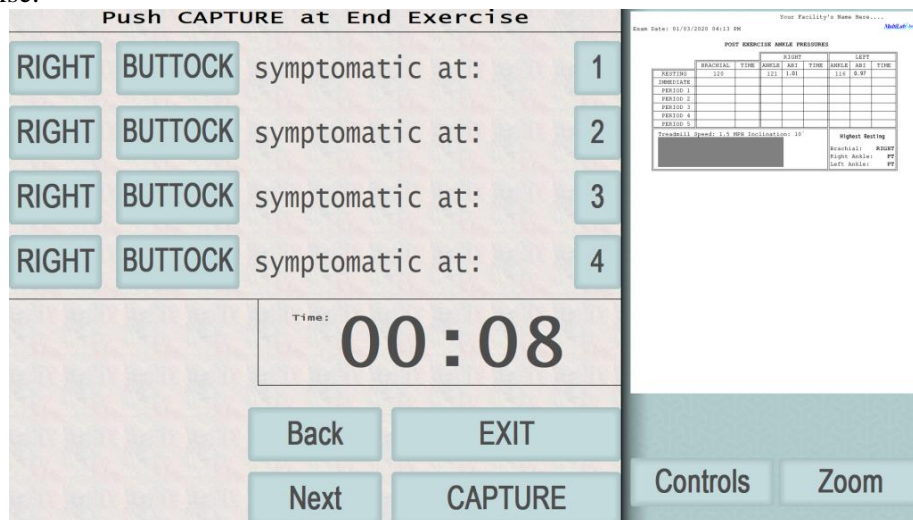 ise.
Push CAPTURE at End Exercise
RIGHT BUTTOCK symptomatic at: 1
RIGHT BUTTOCK symptomatic at: 2
RIGHT BUTTOCK symptomatic at: 3
RIGHT BUTTOCK symptomatic at: 4
Time: 00:08
Back EXIT
Next CAPTURE
Your Facility's Name Here....
Exam Date: 01/03/2020 04:13 PM
POST EXERCISE ANKLE PRESSURES
RIGHT LEFT
BRACHIAL TIME ANKLE ABI TIME ANKLE ABI TIME
RESTING 120 121 1.01 116 0.97
IMMEDIATE
PERIOD 1
PERIOD 2
PERIOD 3
PERIOD 4
PERIOD 5
Treadmill Speed: 1.5 MPH Inclination: 10°
Highest Resting
Brachial: RIGHT
Right Ankle: PT
Left Ankle: PT
Controls Zoom